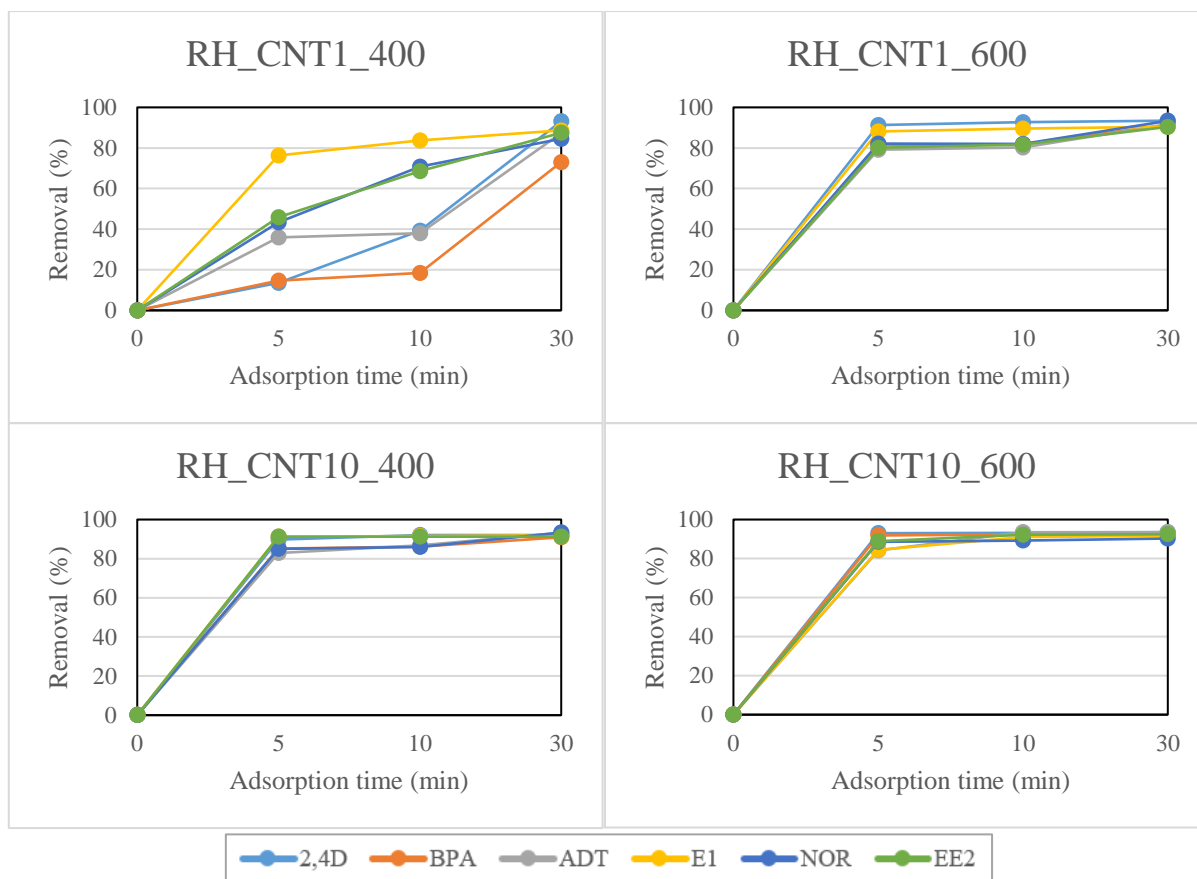 RH_CNT1_400
100
80
60
40
20
0
Removal (%)
0 5 10 30
Adsorption time (min)
RH_CNT1_600
100
80
60
40
20
0
Removal (%)
0 5 10 30
Adsorption time (min)
RH_CNT10_400
100
80
60
40
20
0
Removal (%)
0 5 10 30
Adsorption time (min)
RH_CNT10_600
100
80
60
40
20
0
Removal (%)
0 5 10 30
Adsorption time (min)
2,4D BPA ADT E1 NOR EE2